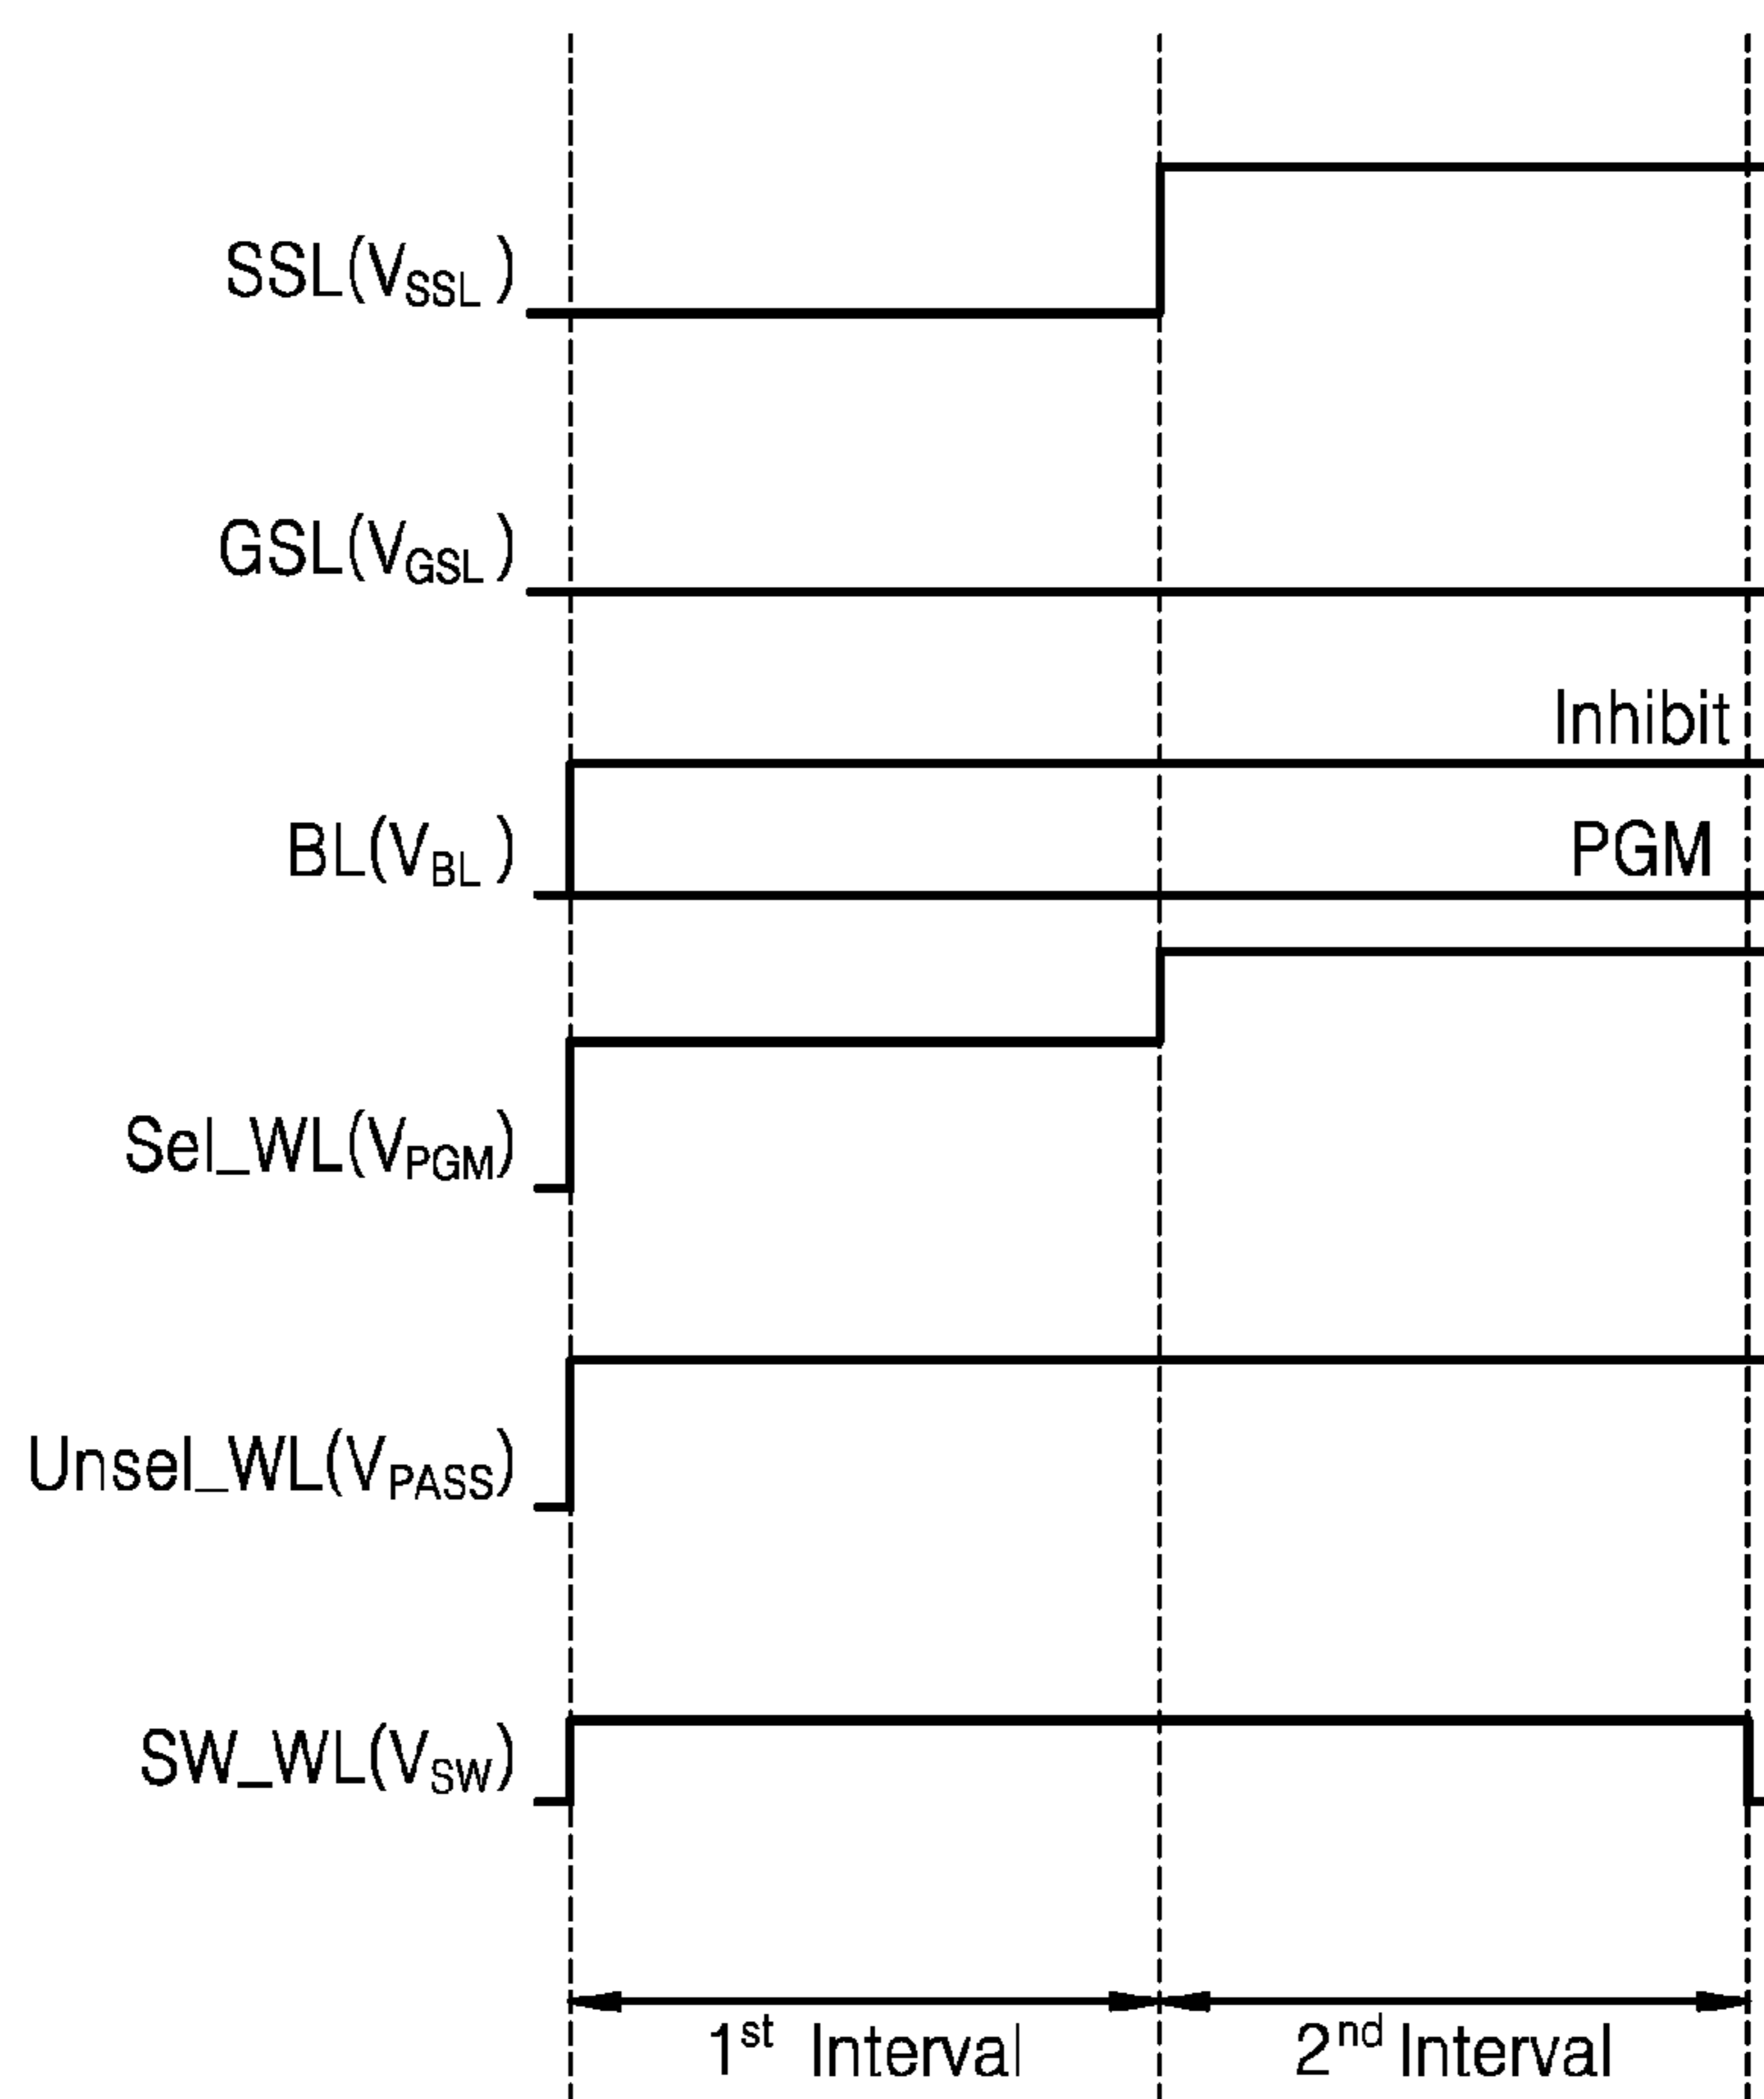 SSL(VSSL)
GSL(VGSL)
Inhibit
BL(VBL)
PGM
Sel_WL(VPGM)
Unsel_WL(VPASS)
SW_WL(VSW)
1st Interval
2nd Interval